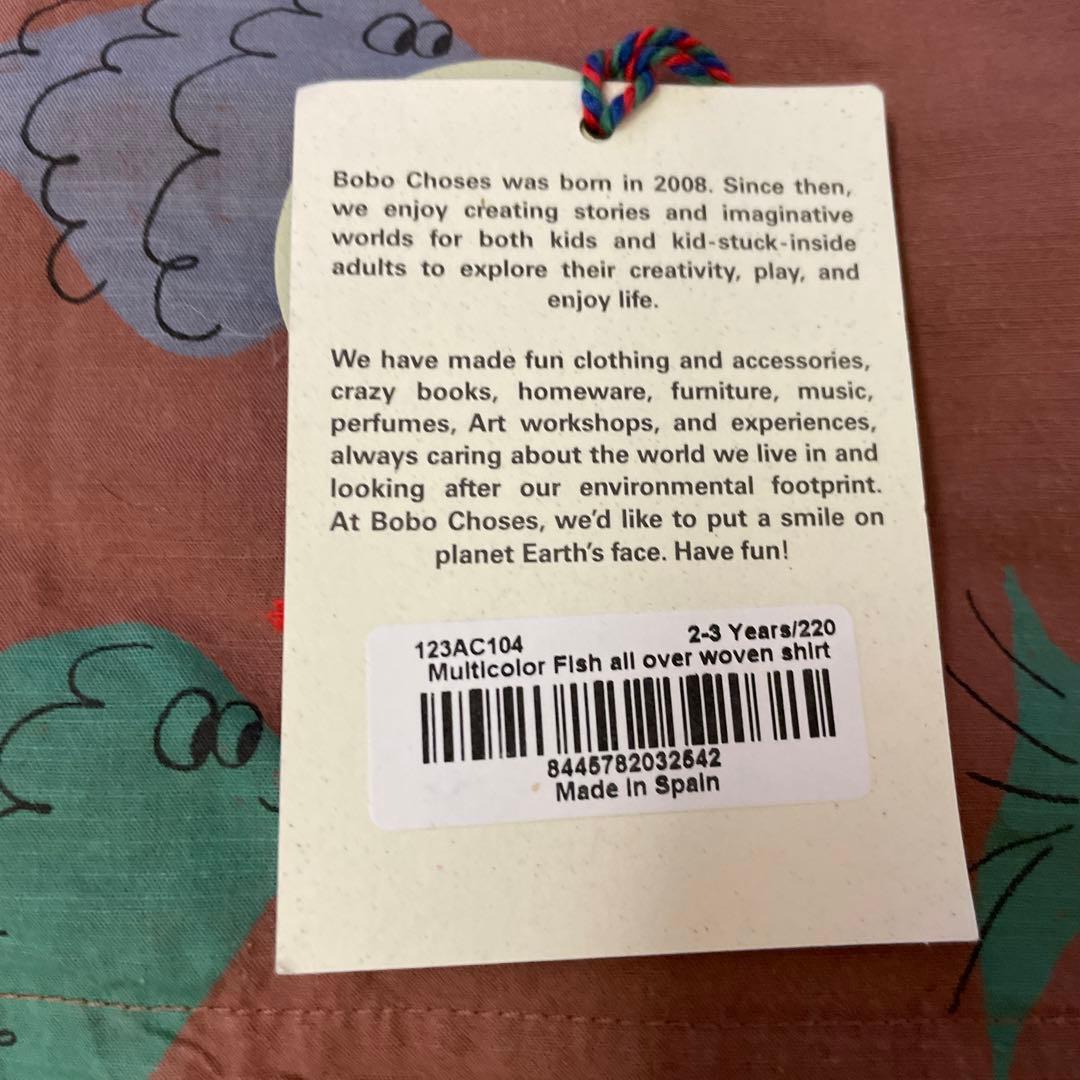 Bobo Choses was born in 2008. Since then,
we enjoy creating stories and imaginative
worlds for both kids and kid-stuck-inside
adults to explore their creativity, play, and
enjoy life.
We have made fun clothing and accessories,
crazy books, homeware, furniture, music,
perfumes, Art workshops, and experiences,
always caring about the world we live in and
looking after our environmental footprint.
At Bobo Choses, we'd like to put a smile on
planet Earth's face. Have fun!
123AC104 2-3 Years/220
Multicolor Fish all over woven shirt
8445782032642
Made in Spain